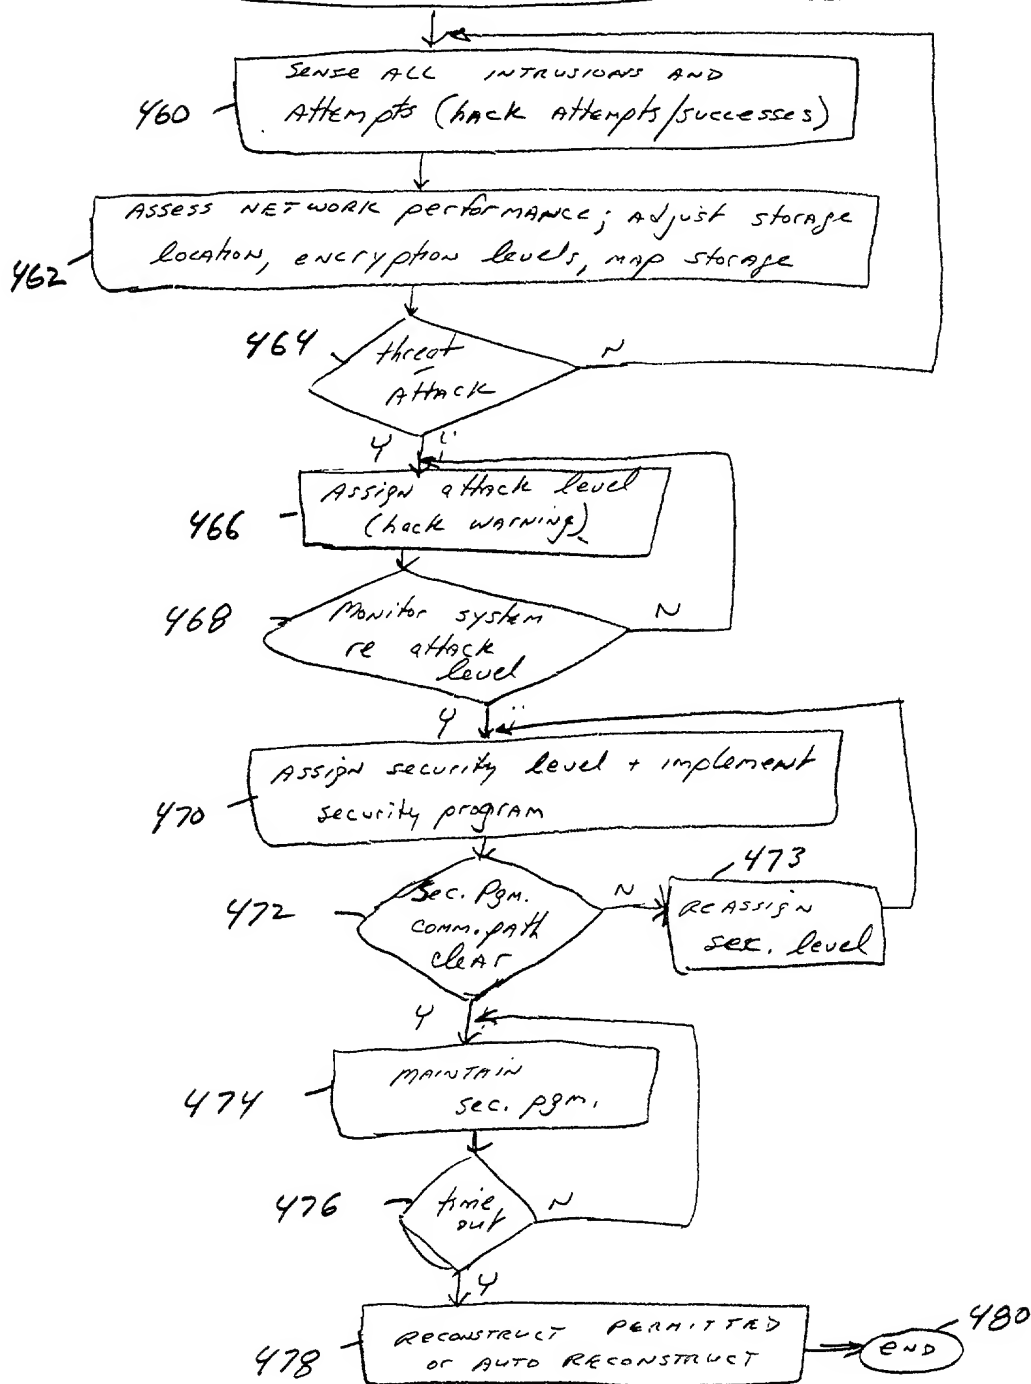 460
SENSE ALL INTRUSIONS AND
Attempts (hack Attempts/successes)
462
ASSESS NETWORK performANCE; Adjust storage
location, encryption levels, map storage
464
threat
ATTACK
N
Y
466
Assign attack level
(hack warning)
468
Monitor system
re attack
level
N
Y
470
Assign security level + implement
security program
472
Sec. Pgm.
comm. path
clear
N
473
REASSIGN
sec. level
Y
474
MAINTAIN
sec. pgm.
476
time
out
N
Y
478
RECONSTRUCT PERMITTED
or AUTO RECONSTRUCT
480
END